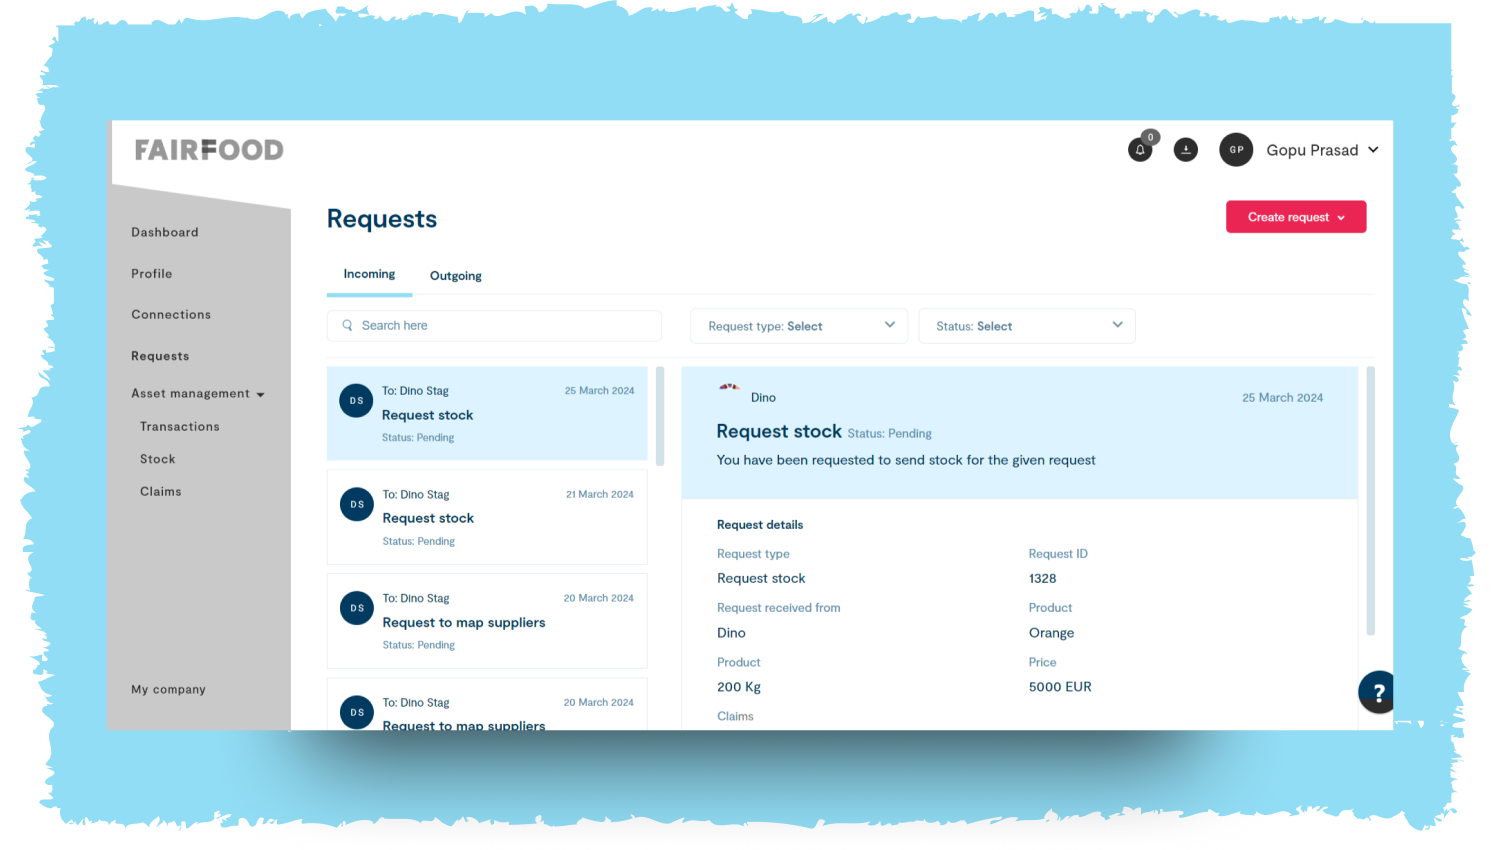 FAIRFOOD
0
GP
Gopu Prasad
Dashboard
Profile
Connections
Requests
Asset management
Transactions
Stock
Claims
My company
Requests
Create request
Incoming
Outgoing
Search here
Request type: Select
Status: Select
DS
To: Dino Stag
25 March 2024
Request stock
Status: Pending
DS
To: Dino Stag
21 March 2024
Request stock
Status: Pending
DS
To: Dino Stag
20 March 2024
Request to map suppliers
Status: Pending
DS
To: Dino Stag
20 March 2024
Request to map suppliers
Dino
25 March 2024
Request stock Status: Pending
You have been requested to send stock for the given request
Request details
Request type
Request ID
Request stock
1328
Request received from
Product
Dino
Orange
Product
Price
200 Kg
5000 EUR
Claims
?